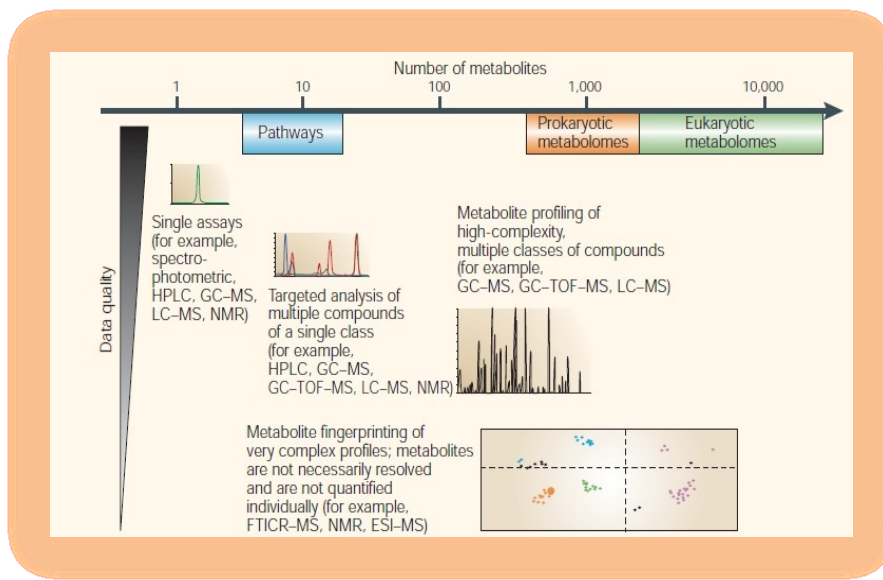 Number of metabolites
1
10
100
1,000
10,000
Pathways
Prokaryotic
metabolomes
Eukaryotic
metabolomes
Data quality
Single assays
(for example,
spectro-
photometric,
HPLC, GC–MS,
LC–MS, NMR)
Targeted analysis of
multiple compounds
of a single class
(for example,
HPLC, GC–MS,
GC–TOF–MS, LC–MS, NMR)
Metabolite profiling of
high-complexity,
multiple classes of compounds
(for example,
GC–MS, GC–TOF–MS, LC–MS)
Metabolite fingerprinting of
very complex profiles; metabolites
are not necessarily resolved
and are not quantified
individually (for example,
FTICR–MS, NMR, ESI–MS)